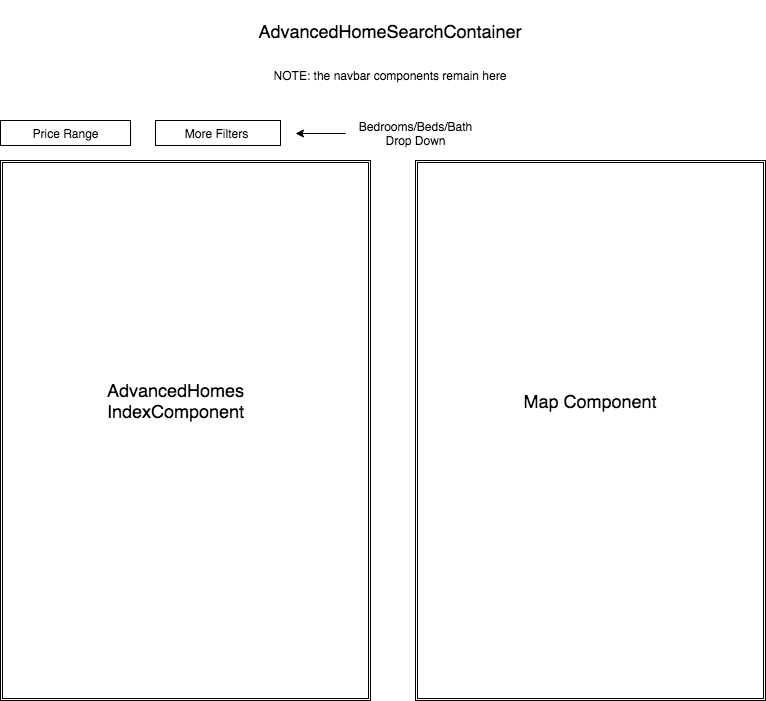 AdvancedHomeSearchContainer
NOTE: the navbar components remain here
Price Range
More Filters
Bedrooms/Beds/Bath
Drop Down
AdvancedHomes
IndexComponent
Map Component